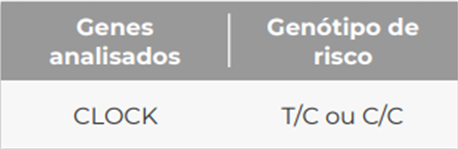 Genes
analisados
Genótipo de
risco
CLOCK
T/C ou C/C